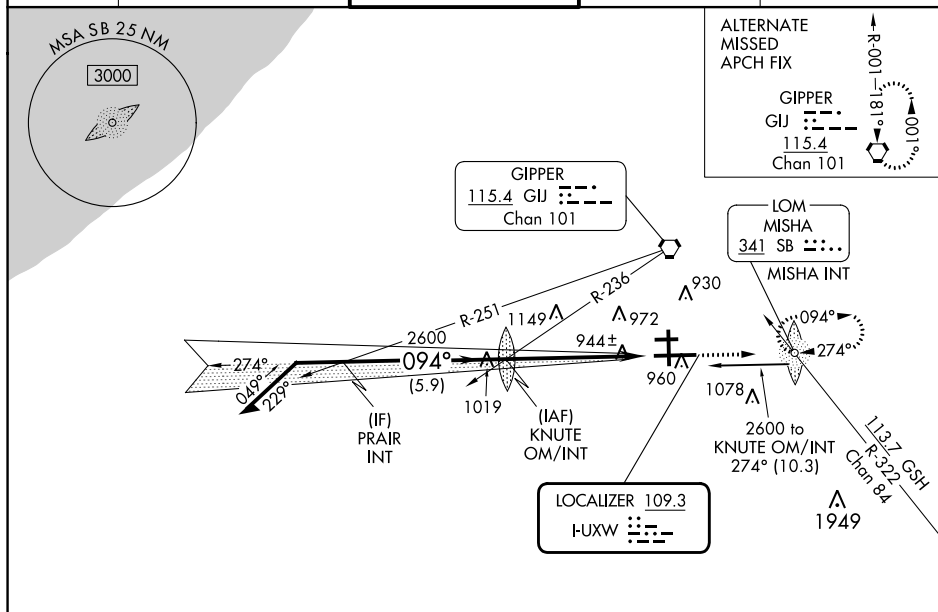 MSA SB 25 NM
3000
ALTERNATE
MISSED
APCH FIX
GIPPER
GIJ
115.4
Chan 101
R-001
181°
001°
GIPPER
115.4 GIJ
Chan 101
LOM
MISHA
341 SB
MISHA INT
R-251
R-236
2600
1149
972
930
944±
960
1078
1019
1949
274°
049°
229°
094°
(5.9)
094°
274°
(IF)
PRAIR
INT
(IAF)
KNUTE
OM/INT
2600 to
KNUTE OM/INT
274° (10.3)
113.7 GSH
R-322
Chan 84
LOCALIZER 109.3
I-UXW